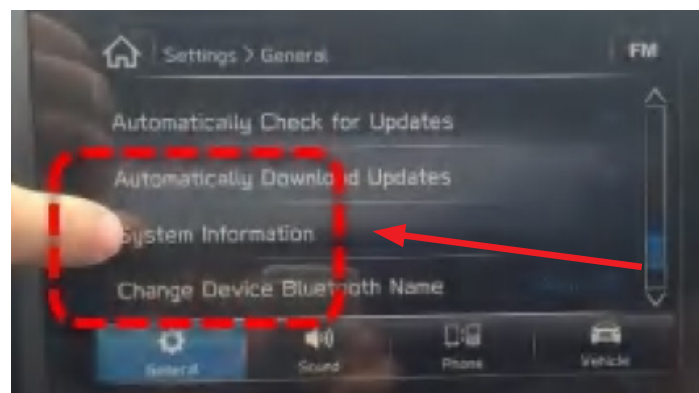 Settings > General
FM
Automatically Check for Updates
Automatically Download Updates
System Information
Change Device Bluetooth Name
General
Sound
Phone
Vehicle